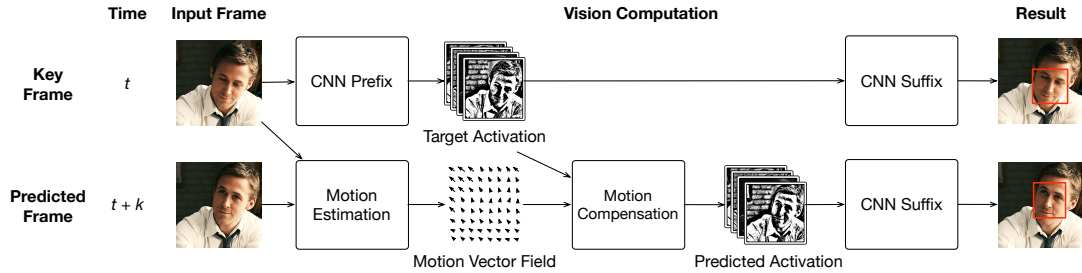 Time
Input Frame
Vision Computation
Result
Key
Frame
t
CNN Prefix
Target Activation
CNN Suffix
Predicted
Frame
t + k
Motion
Estimation
Motion Vector Field
Motion
Compensation
Predicted Activation
CNN Suffix